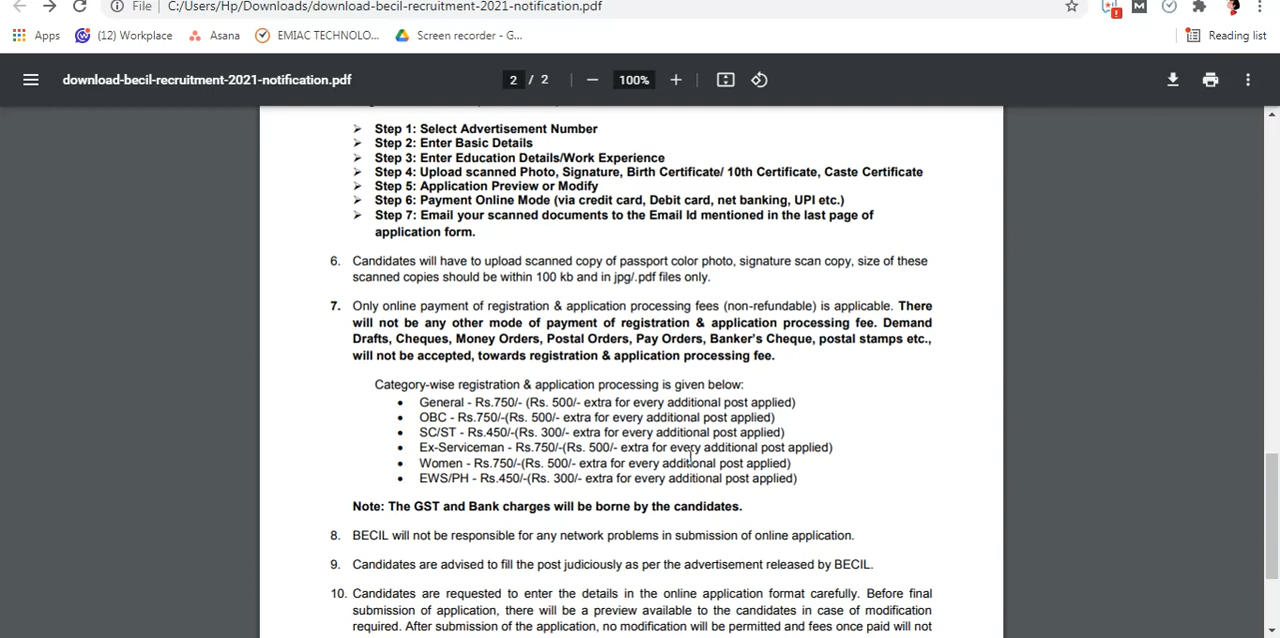 File | C:/Users/Hp/Downloads/download-becil-recruitment-2021-notification.pdf
Apps (12) Workplace Asana EMIAC TECHNOLO... Screen recorder - G... Reading list
download-becil-recruitment-2021-notification.pdf 2 / 2 — 100% +
➢ Step 1: Select Advertisement Number
➢ Step 2: Enter Basic Details
➢ Step 3: Enter Education Details/Work Experience
➢ Step 4: Upload scanned Photo, Signature, Birth Certificate/ 10th Certificate, Caste Certificate
➢ Step 5: Application Preview or Modify
➢ Step 6: Payment Online Mode (via credit card, Debit card, net banking, UPI etc.)
➢ Step 7: Email your scanned documents to the Email Id mentioned in the last page of
application form.
6. Candidates will have to upload scanned copy of passport color photo, signature scan copy, size of these
scanned copies should be within 100 kb and in jpg/.pdf files only.
7. Only online payment of registration & application processing fees (non-refundable) is applicable. There
will not be any other mode of payment of registration & application processing fee. Demand
Drafts, Cheques, Money Orders, Postal Orders, Pay Orders, Banker's Cheque, postal stamps etc.,
will not be accepted, towards registration & application processing fee.
Category-wise registration & application processing is given below:
• General - Rs.750/- (Rs. 500/- extra for every additional post applied)
• OBC - Rs.750/-(Rs. 500/- extra for every additional post applied)
• SC/ST - Rs.450/-(Rs. 300/- extra for every additional post applied)
• Ex-Serviceman - Rs.750/-(Rs. 500/- extra for every additional post applied)
• Women - Rs.750/-(Rs. 500/- extra for every additional post applied)
• EWS/PH - Rs.450/-(Rs. 300/- extra for every additional post applied)
Note: The GST and Bank charges will be borne by the candidates.
8. BECIL will not be responsible for any network problems in submission of online application.
9. Candidates are advised to fill the post judiciously as per the advertisement released by BECIL.
10. Candidates are requested to enter the details in the online application format carefully. Before final
submission of application, there will be a preview available to the candidates in case of modification
required. After submission of the application, no modification will be permitted and fees once paid will not